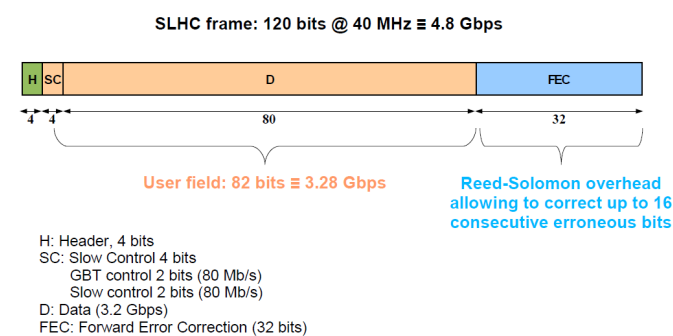 SLHC frame: 120 bits @ 40 MHz ≡ 4.8 Gbps
H SC D FEC
4 4 80 32
User field: 82 bits ≡ 3.28 Gbps
Reed-Solomon overhead
allowing to correct up to 16
consecutive erroneous bits
H: Header, 4 bits
SC: Slow Control 4 bits
GBT control 2 bits (80 Mb/s)
Slow control 2 bits (80 Mb/s)
D: Data (3.2 Gbps)
FEC: Forward Error Correction (32 bits)